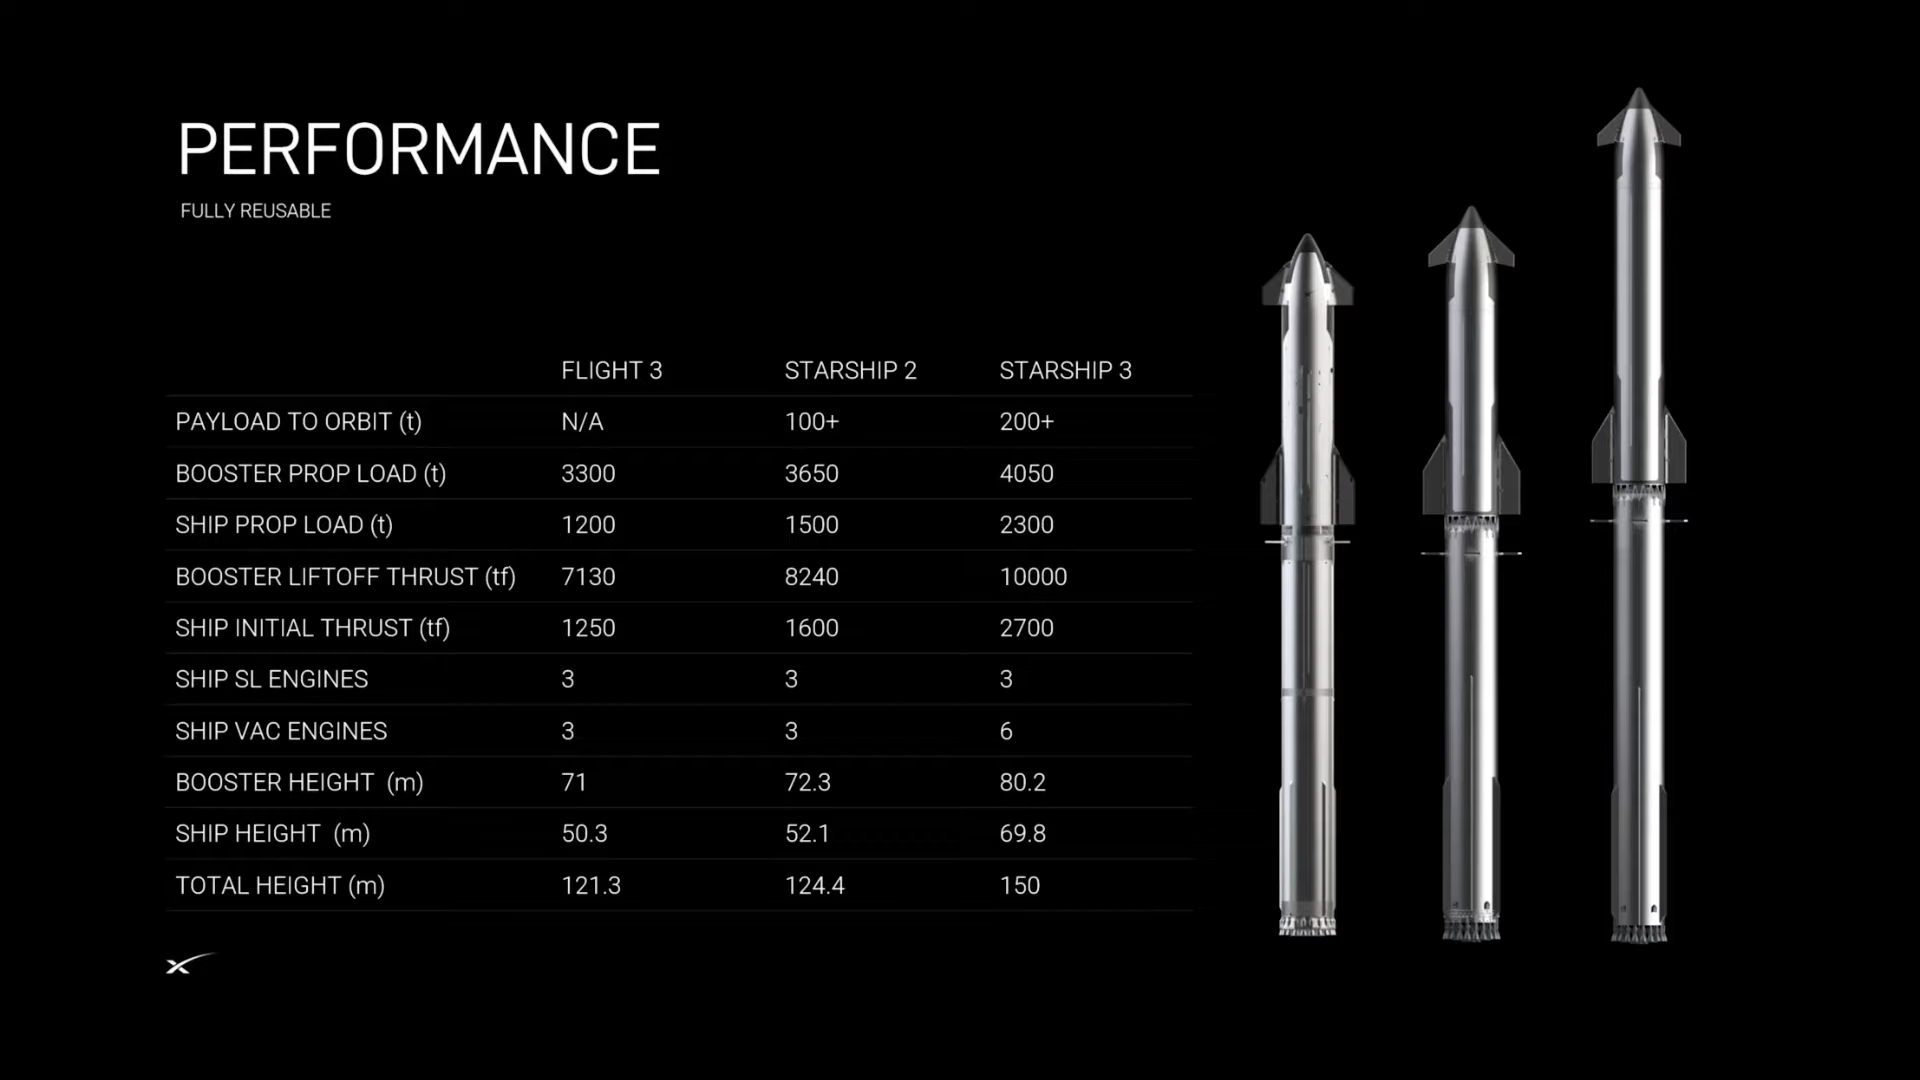 PERFORMANCE
FULLY REUSABLE
FLIGHT 3 STARSHIP 2 STARSHIP 3
PAYLOAD TO ORBIT (t) N/A 100+ 200+
BOOSTER PROP LOAD (t) 3300 3650 4050
SHIP PROP LOAD (t) 1200 1500 2300
BOOSTER LIFTOFF THRUST (tf) 7130 8240 10000
SHIP INITIAL THRUST (tf) 1250 1600 2700
SHIP SL ENGINES 3 3 3
SHIP VAC ENGINES 3 3 6
BOOSTER HEIGHT (m) 71 72.3 80.2
SHIP HEIGHT (m) 50.3 52.1 69.8
TOTAL HEIGHT (m) 121.3 124.4 150